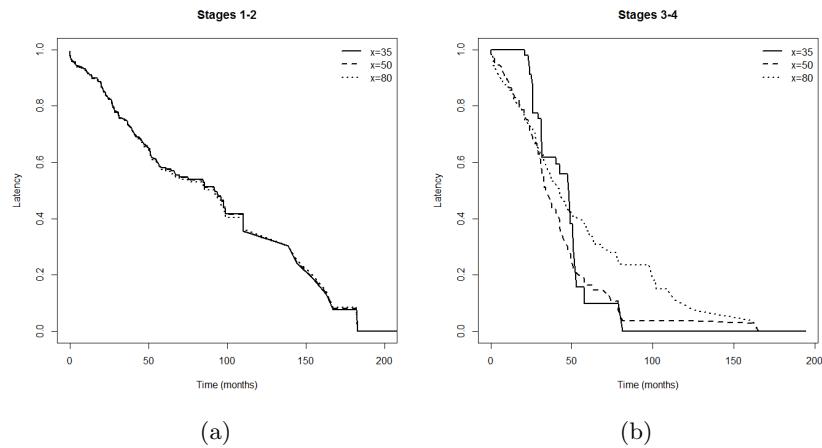 Stages 1-2
x=35
x=50
x=80
1.0
0.8
0.6
0.4
0.2
0.0
Latency
0
50
100
150
200
Time (months)
(a)
Stages 3-4
x=35
x=50
x=80
1.0
0.8
0.6
0.4
0.2
0.0
Latency
0
50
100
150
200
Time (months)
(b)